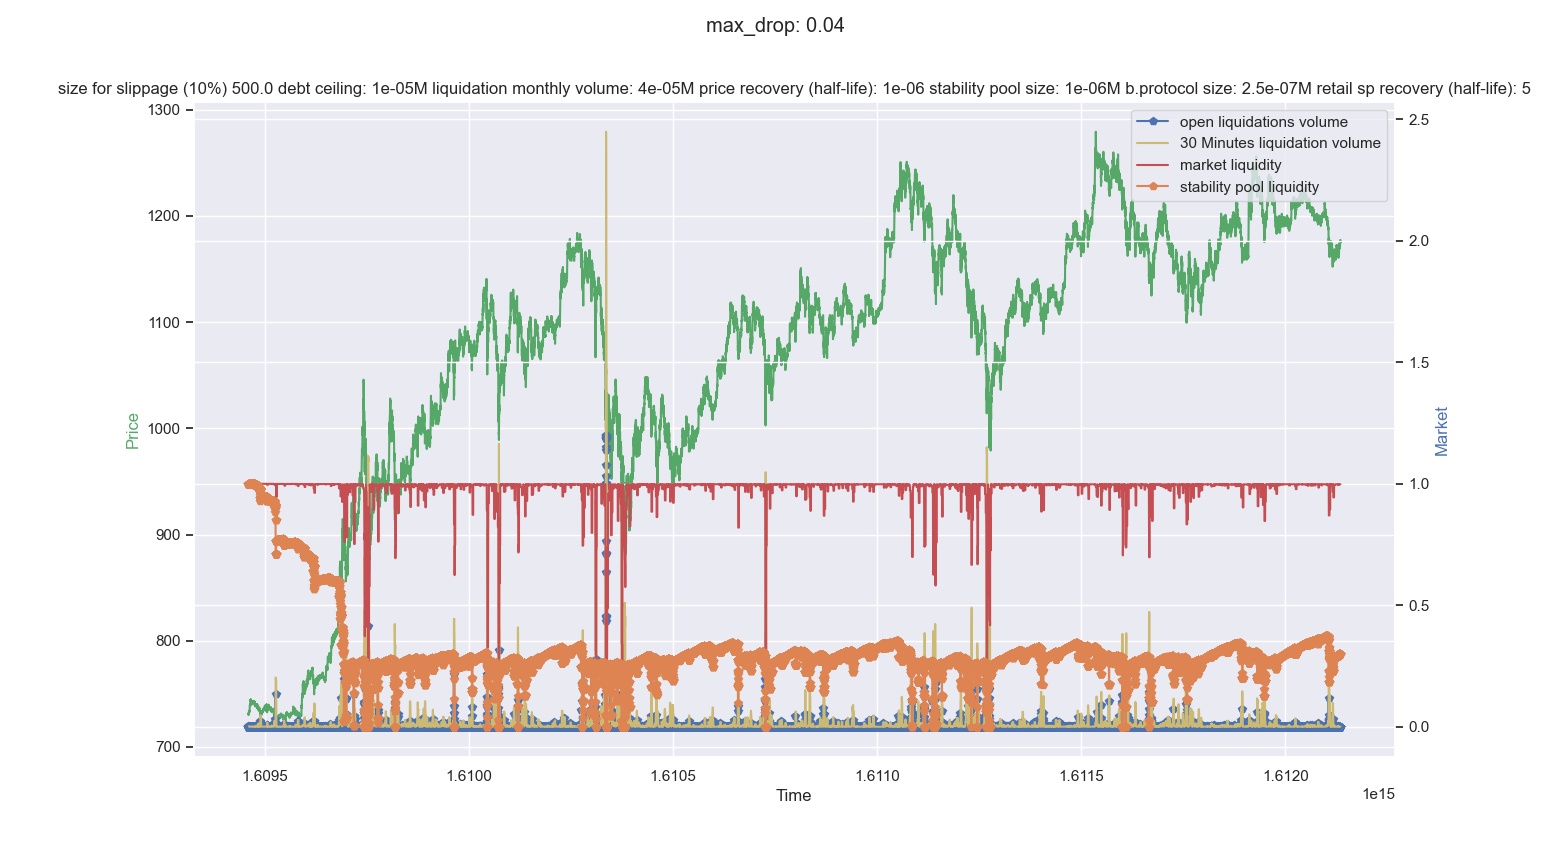 max_drop: 0.04
size for slippage (10%) 500.0 debt ceiling: 1e-05M liquidation monthly volume: 4e-05M price recovery (half-life): 1e-06 stability pool size: 1e-06M b.protocol size: 2.5e-07M retail sp recovery (half-life): 5
open liquidations volume
30 Minutes liquidation volume
market liquidity
stability pool liquidity
1300
1200
1100
1000
900
800
700
Price
2.5
2.0
1.5
1.0
0.5
0.0
Market
1.6095 1.6100 1.6105 1.6110 1.6115 1.6120
Time
1e15